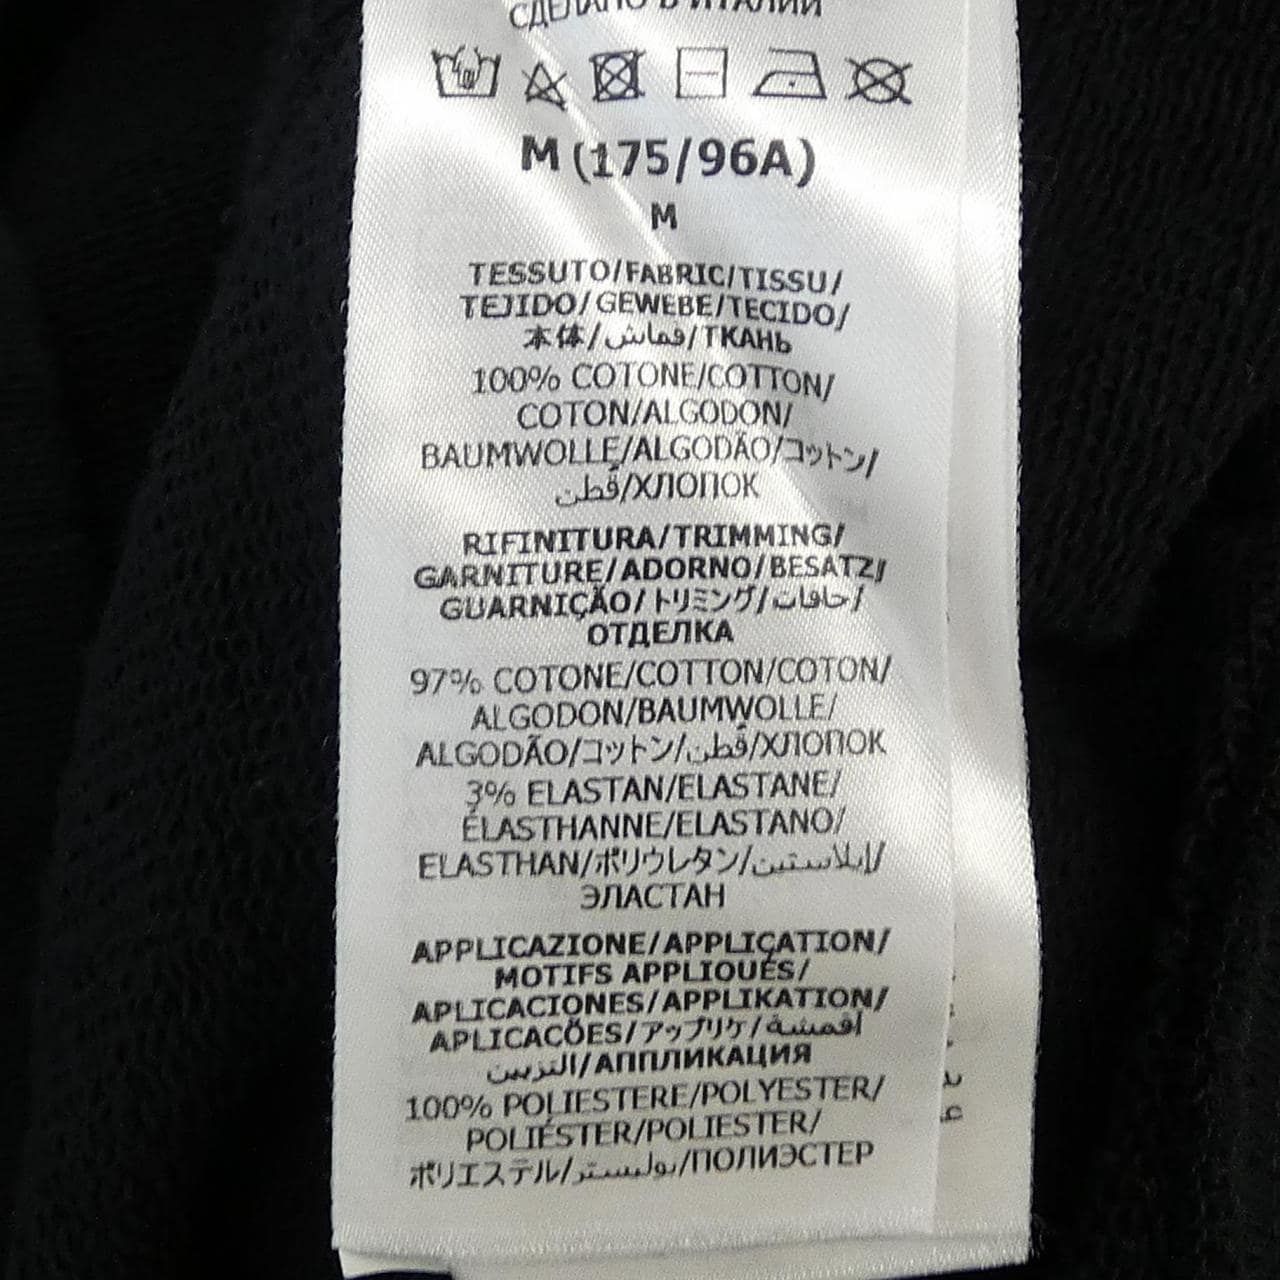 СДЕЛАНО В ИТАЛИИ
M (175/96A)
M
TESSUTO/FABRIC/TISSU/
TEJIDO/GEWEBE/TECIDO/
本体/قماش/ТКАНЬ
100% COTONE/COTTON/
COTON/ALGODON/
BAUMWOLLE/ALGODÃO/コットン/
قطن/ХЛОПОК
RIFINITURA/TRIMMING/
GARNITURE/ADORNO/BESATZ/
GUARNIÇÃO/トリミング/حافات/
ОТДЕЛКА
97% COTONE/COTTON/COTON/
ALGODON/BAUMWOLLE/
ALGODÃO/コットン/قطن/ХЛОПОК
3% ELASTAN/ELASTANE/
ÉLASTHANNE/ELASTANO/
ELASTHAN/ポリウレタン/إيلاستين/
ЭЛАСТАН
APPLICAZIONE/APPLICATION/
MOTIFS APPLIQUÉS/
APLICACIONES/APPLIKATION/
APLICACÕES/アップリケ/أقمشة
التزيين/АППЛИКАЦИЯ
100% POLIESTERE/POLYESTER/
POLIÉSTER/POLIESTER/
ポリエステル/بوليستر/ПОЛИЭСТЕР